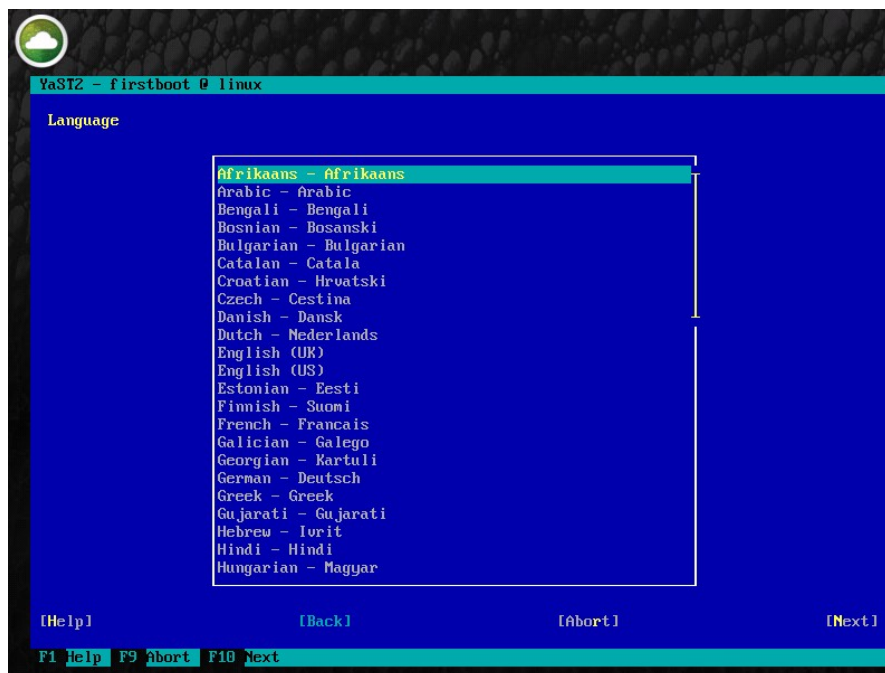 YaST2 - firstboot @ linux
Language
Afrikaans - Afrikaans
Arabic - Arabic
Bengali - Bengali
Bosnian - Bosanski
Bulgarian - Bulgarian
Catalan - Catala
Croatian - Hrvatski
Czech - Cestina
Danish - Dansk
Dutch - Nederlands
English (UK)
English (US)
Estonian - Eesti
Finnish - Suomi
French - Francais
Galician - Galego
Georgian - Kartuli
German - Deutsch
Greek - Greek
Gujarati - Gujarati
Hebrew - Ivrit
Hindi - Hindi
Hungarian - Magyar
[Help] [Back] [Abort] [Next]
F1 Help F9 Abort F10 Next